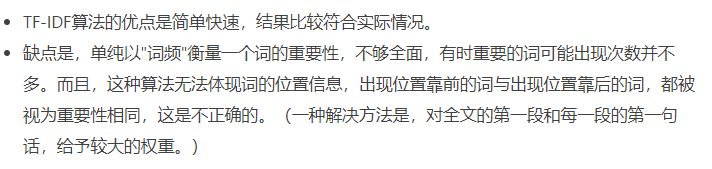 TF-IDF算法的优点是简单快速，结果比较符合实际情况。
缺点是，单纯以"词频"衡量一个词的重要性，不够全面，有时重要的词可能出现次数并不
多。而且，这种算法无法体现词的位置信息，出现位置靠前的词与出现位置靠后的词，都被
视为重要性相同，这是不正确的。（一种解决方法是，对全文的第一段和每一段的第一句
话，给予较大的权重。）